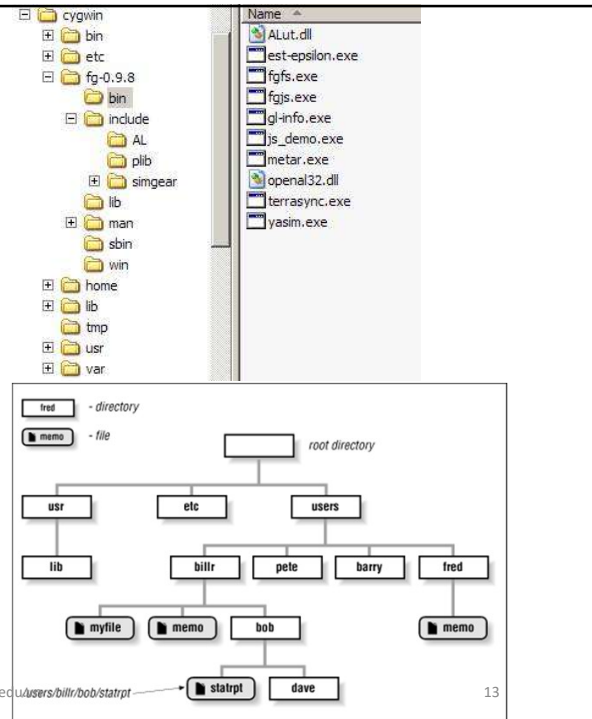 cygwin
bin
etc
fg-0.9.8
bin
include
AL
plib
simgear
lib
man
sbin
win
home
lib
tmp
usr
var
Name
ALut.dll
est-epsilon.exe
fgfs.exe
fgjs.exe
gl-info.exe
js_demo.exe
metar.exe
openal32.dll
terrasync.exe
yasim.exe
fred - directory
memo - file
root directory
usr etc users
lib billr pete barry fred
myfile memo bob memo
/users/billr/bob/statrpt statrpt dave
13